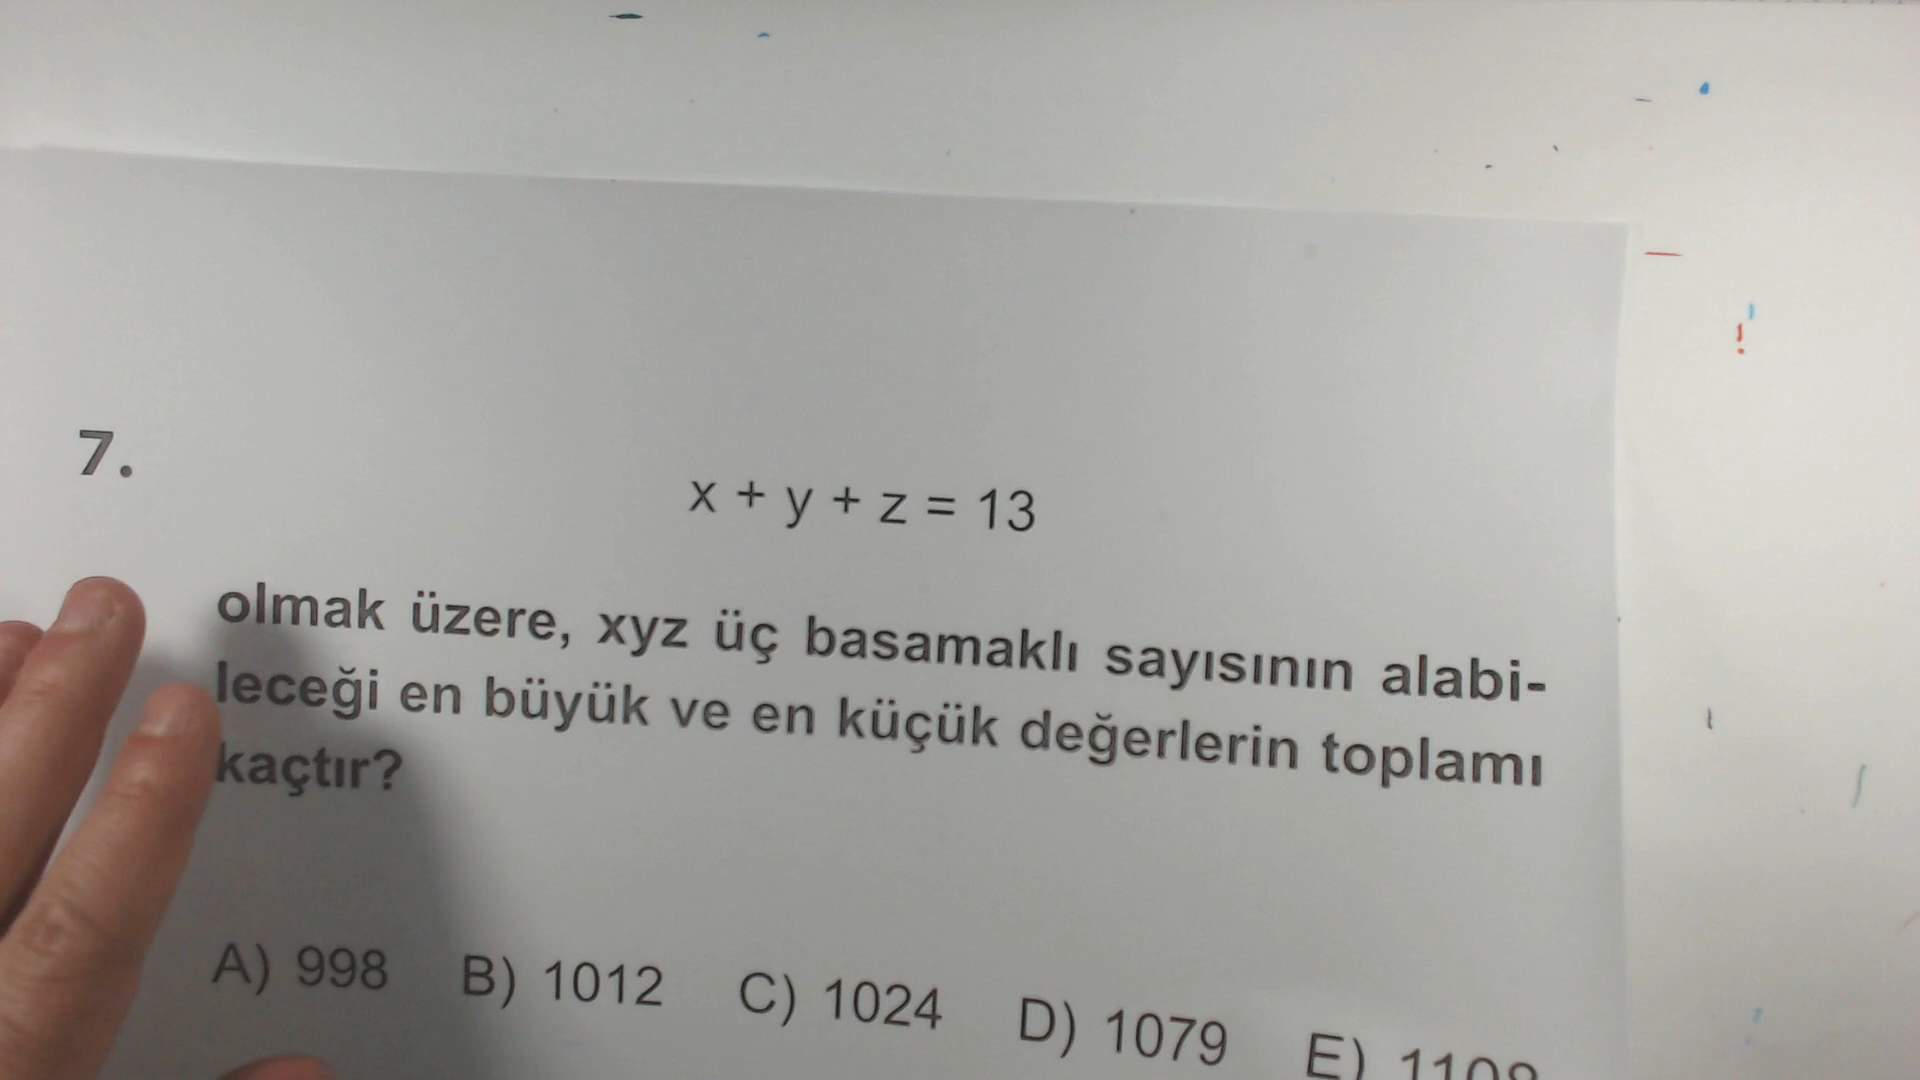 7.
x + y + z = 13
olmak üzere, xyz üç basamaklı sayısının alabi-
leceği en büyük ve en küçük değerlerin toplamı
kaçtır?
A) 998 B) 1012 C) 1024 D) 1079 E)